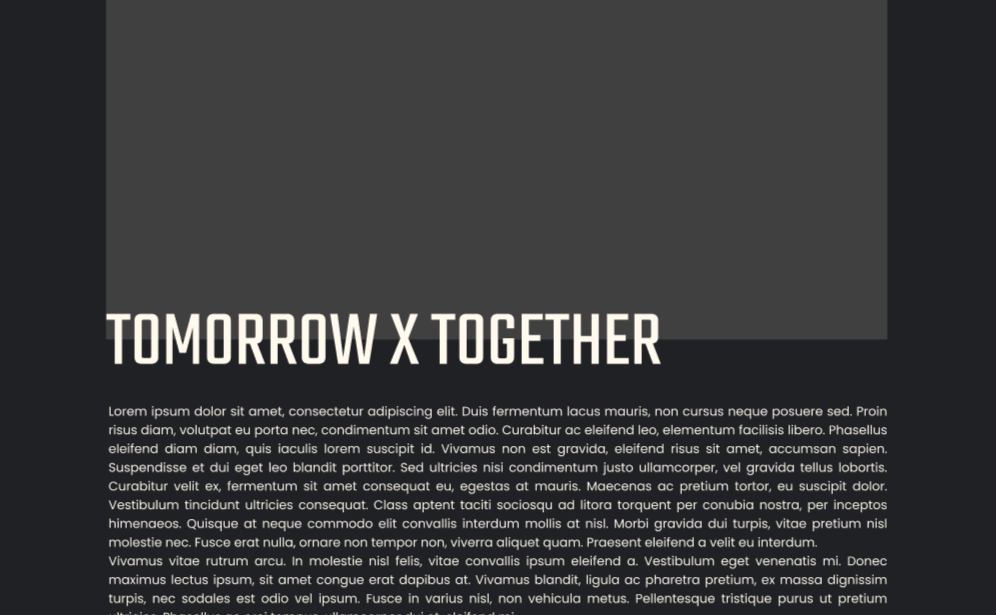 TOMORROW X TOGETHER
Lorem ipsum dolor sit amet, consectetur adipiscing elit. Duis fermentum lacus mauris, non cursus neque posuere sed. Proin
risus diam, volutpat eu porta nec, condimentum sit amet odio. Curabitur ac eleifend leo, elementum facilisis libero. Phasellus
eleifend diam diam, quis iaculis lorem suscipit id. Vivamus non est gravida, eleifend risus sit amet, accumsan sapien.
Suspendisse et dui eget leo blandit porttitor. Sed ultricies nisi condimentum justo ullamcorper, vel gravida tellus lobortis.
Curabitur velit ex, fermentum sit amet consequat eu, egestas at mauris. Maecenas ac pretium tortor, eu suscipit dolor.
Vestibulum tincidunt ultricies consequat. Class aptent taciti sociosqu ad litora torquent per conubia nostra, per inceptos
himenaeos. Quisque at neque commodo elit convallis interdum mollis at nisl. Morbi gravida dui turpis, vitae pretium nisl
molestie nec. Fusce erat nulla, ornare non tempor non, viverra aliquet quam. Praesent eleifend a velit eu interdum.
Vivamus vitae rutrum arcu. In molestie nisl felis, vitae convallis ipsum eleifend a. Vestibulum eget venenatis mi. Donec
maximus lectus ipsum, sit amet congue erat dapibus at. Vivamus blandit, ligula ac pharetra pretium, ex massa dignissim
turpis, nec sodales est odio vel ipsum. Fusce in varius nisl, non vehicula metus. Pellentesque tristique purus ut pretium